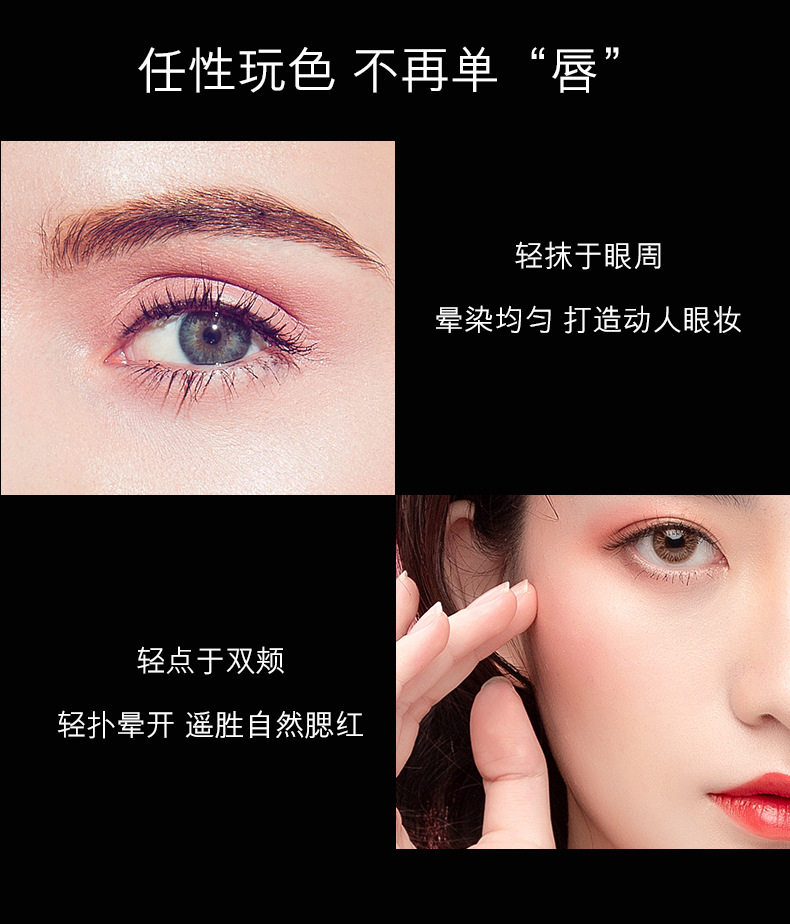 任性玩色 不再单“唇”
轻抹于眼周
晕染均匀 打造动人眼妆
轻点于双颊
轻扑晕开 遥胜自然腮红